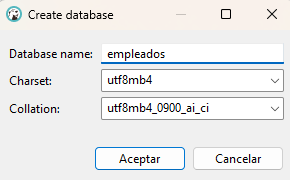 Create database
Database name: empleados
Charset: utf8mb4
Collation: utf8mb4_0900_ai_ci
Aceptar Cancelar